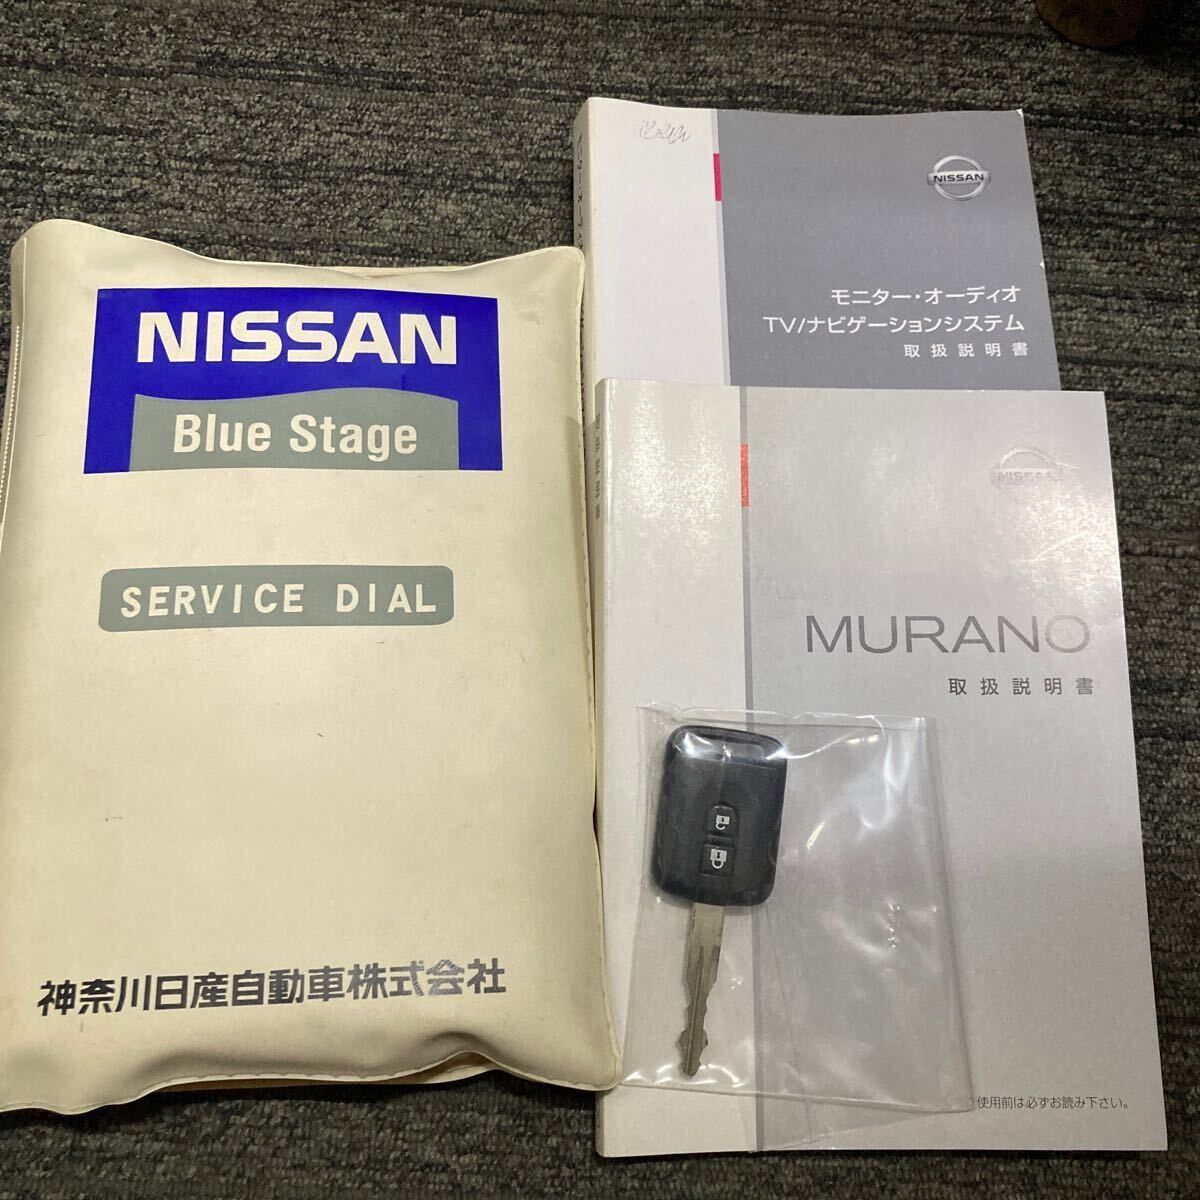 NISSAN
Blue Stage
SERVICE DIAL
神奈川日産自動車株式会社
NISSAN
モニター・オーディオ
TV/ナビゲーションシステム
取扱説明書
NISSAN
MURANO
取扱説明書
使用前は必ずお読み下さい。